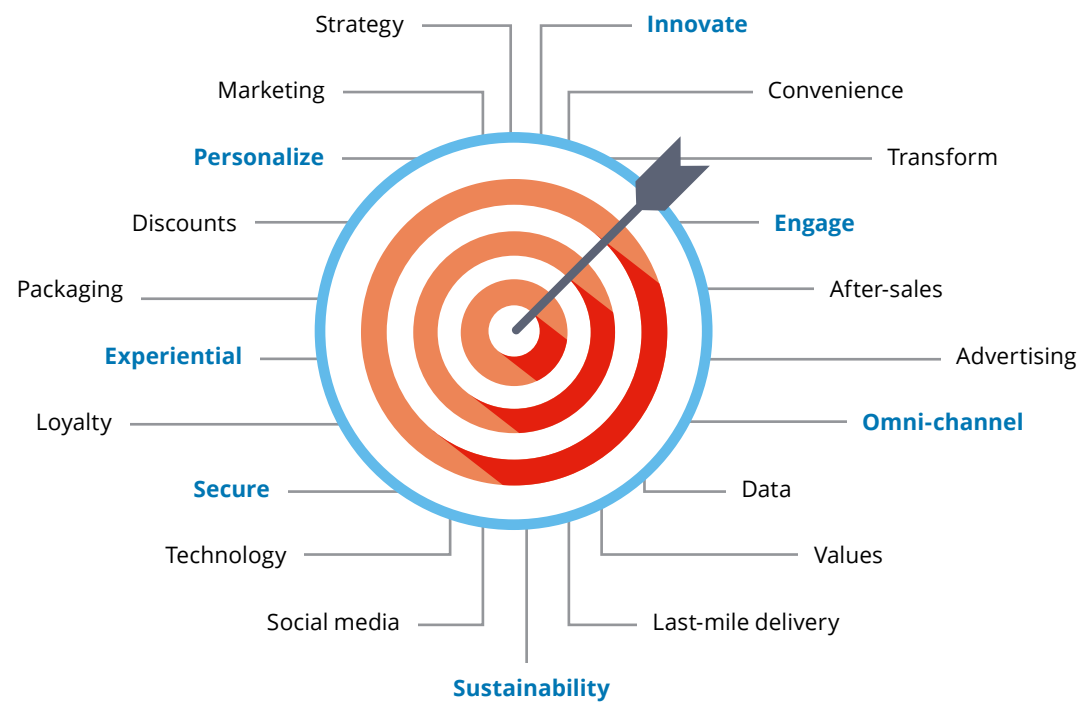 Strategy
Innovate
Marketing
Convenience
Personalize
Transform
Discounts
Engage
Packaging
After-sales
Experiential
Advertising
Loyalty
Omni-channel
Secure
Data
Technology
Values
Social media
Last-mile delivery
Sustainability